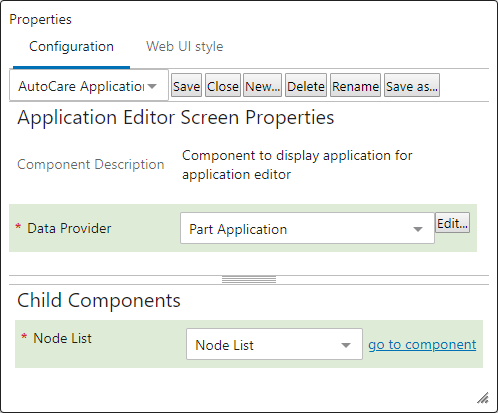 Properties
Configuration Web UI style
AutoCare Application Save Close New... Delete Rename Save as...
Application Editor Screen Properties
Component Description Component to display application for
application editor
* Data Provider Part Application Edit...
Child Components
* Node List Node List go to component